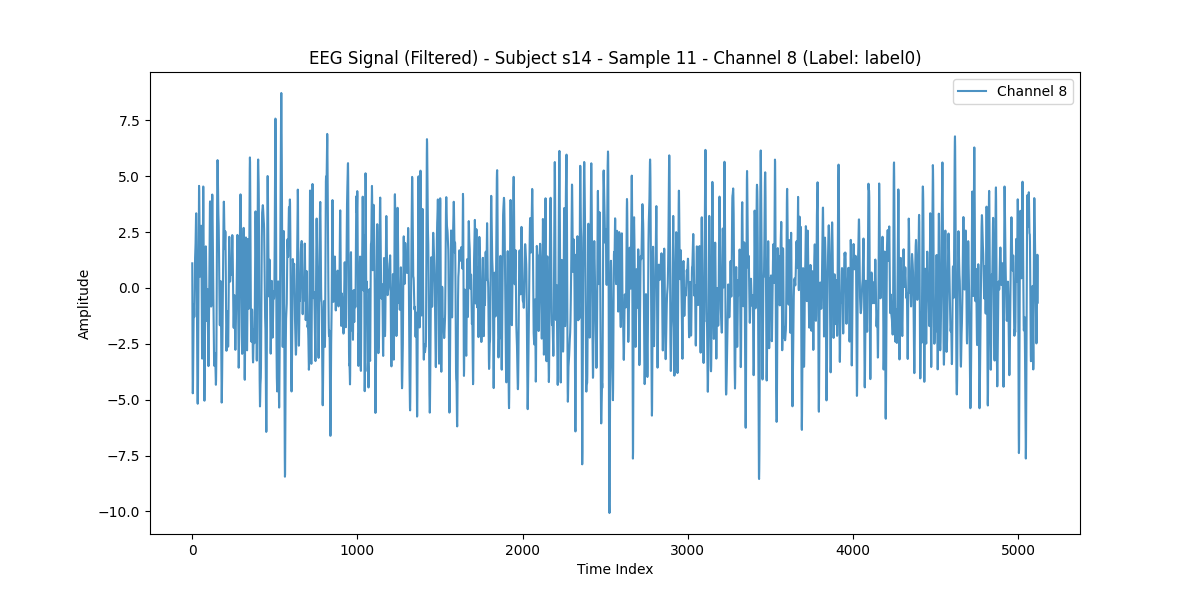 EEG Signal (Filtered) - Subject s14 - Sample 11 - Channel 8 (Label: label0)
Channel 8
7.5
5.0
2.5
0.0
−2.5
−5.0
−7.5
−10.0
Amplitude
0 1000 2000 3000 4000 5000
Time Index